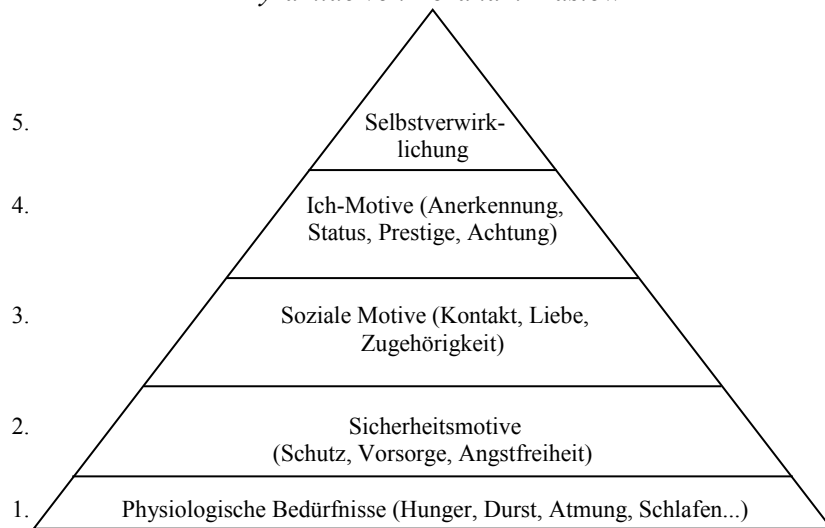 5.
Selbstverwirk-
lichung
4.
Ich-Motive (Anerkennung,
Status, Prestige, Achtung)
3.
Soziale Motive (Kontakt, Liebe,
Zugehörigkeit)
2.
Sicherheitsmotive
(Schutz, Vorsorge, Angstfreiheit)
1.
Physiologische Bedürfnisse (Hunger, Durst, Atmung, Schlafen...)